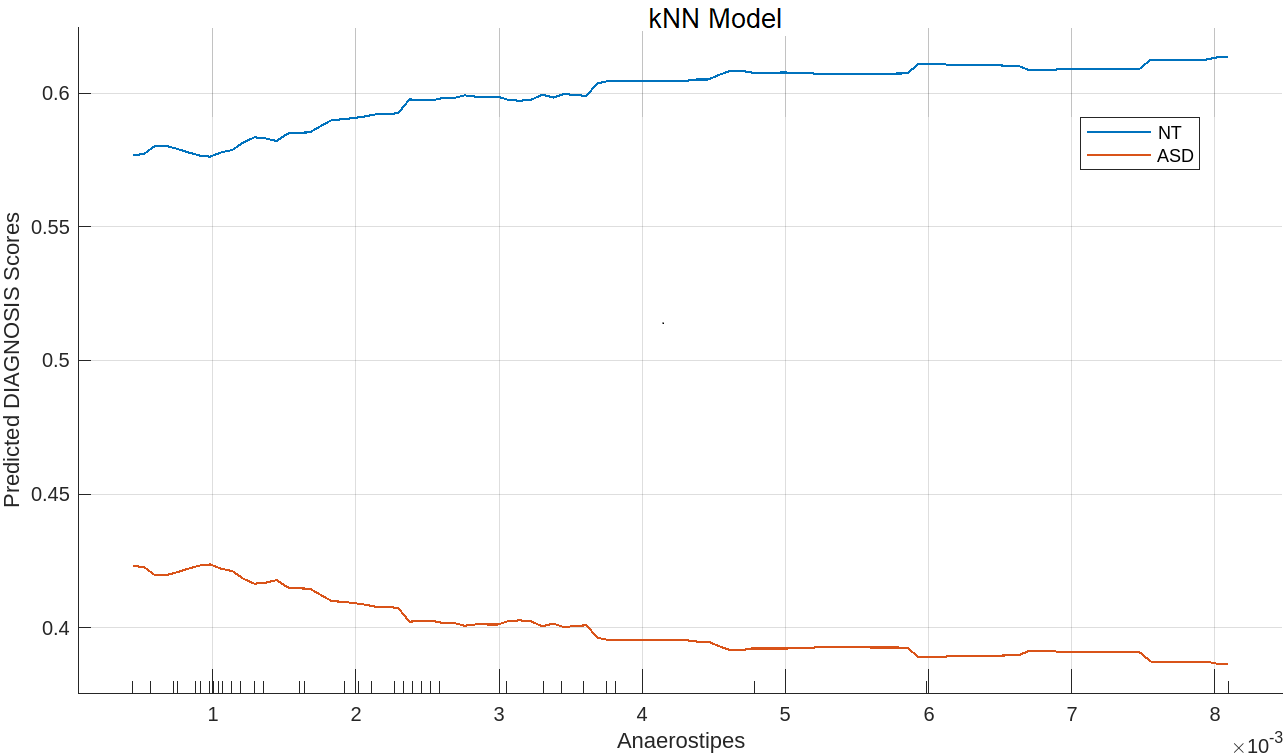 kNN Model
0.6
0.55
0.5
0.45
0.4
Predicted DIAGNOSIS Scores
NT
ASD
1 2 3 4 5 6 7 8
×10-3
Anaerostipes